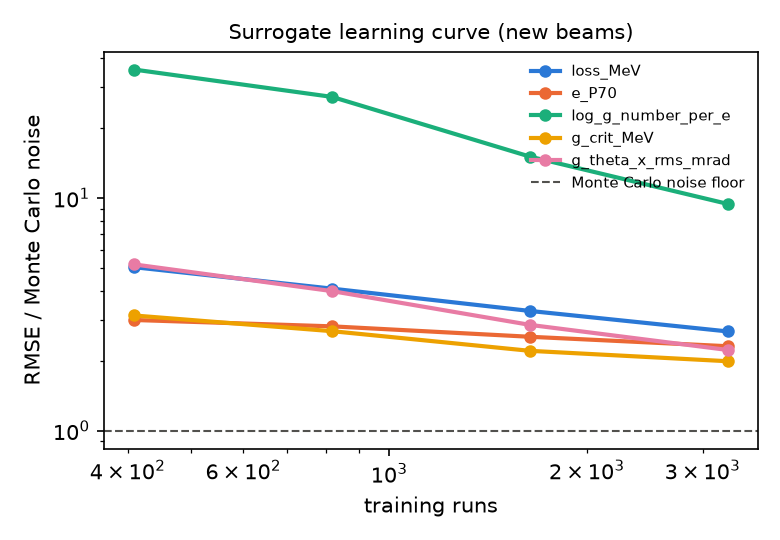 Surrogate learning curve (new beams)
loss_MeV
e_P70
log_g_number_per_e
g_crit_MeV
g_theta_x_rms_mrad
Monte Carlo noise floor
RMSE / Monte Carlo noise
10¹
10⁰
4 × 10² 6 × 10² 10³ 2 × 10³ 3 × 10³
training runs